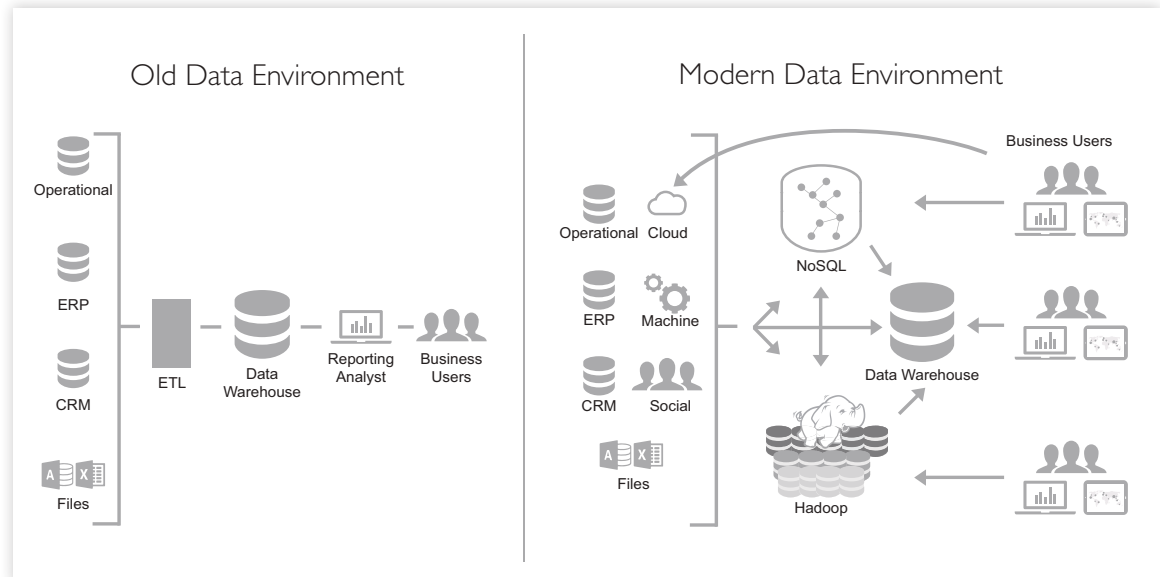 Old Data Environment
Operational
ERP
CRM
Files
ETL
Data
Warehouse
Reporting
Analyst
Business
Users
A
X
Modern Data Environment
Business Users
Operational
Cloud
ERP
Machine
CRM
Social
A
X
Files
NoSQL
Data Warehouse
Hadoop